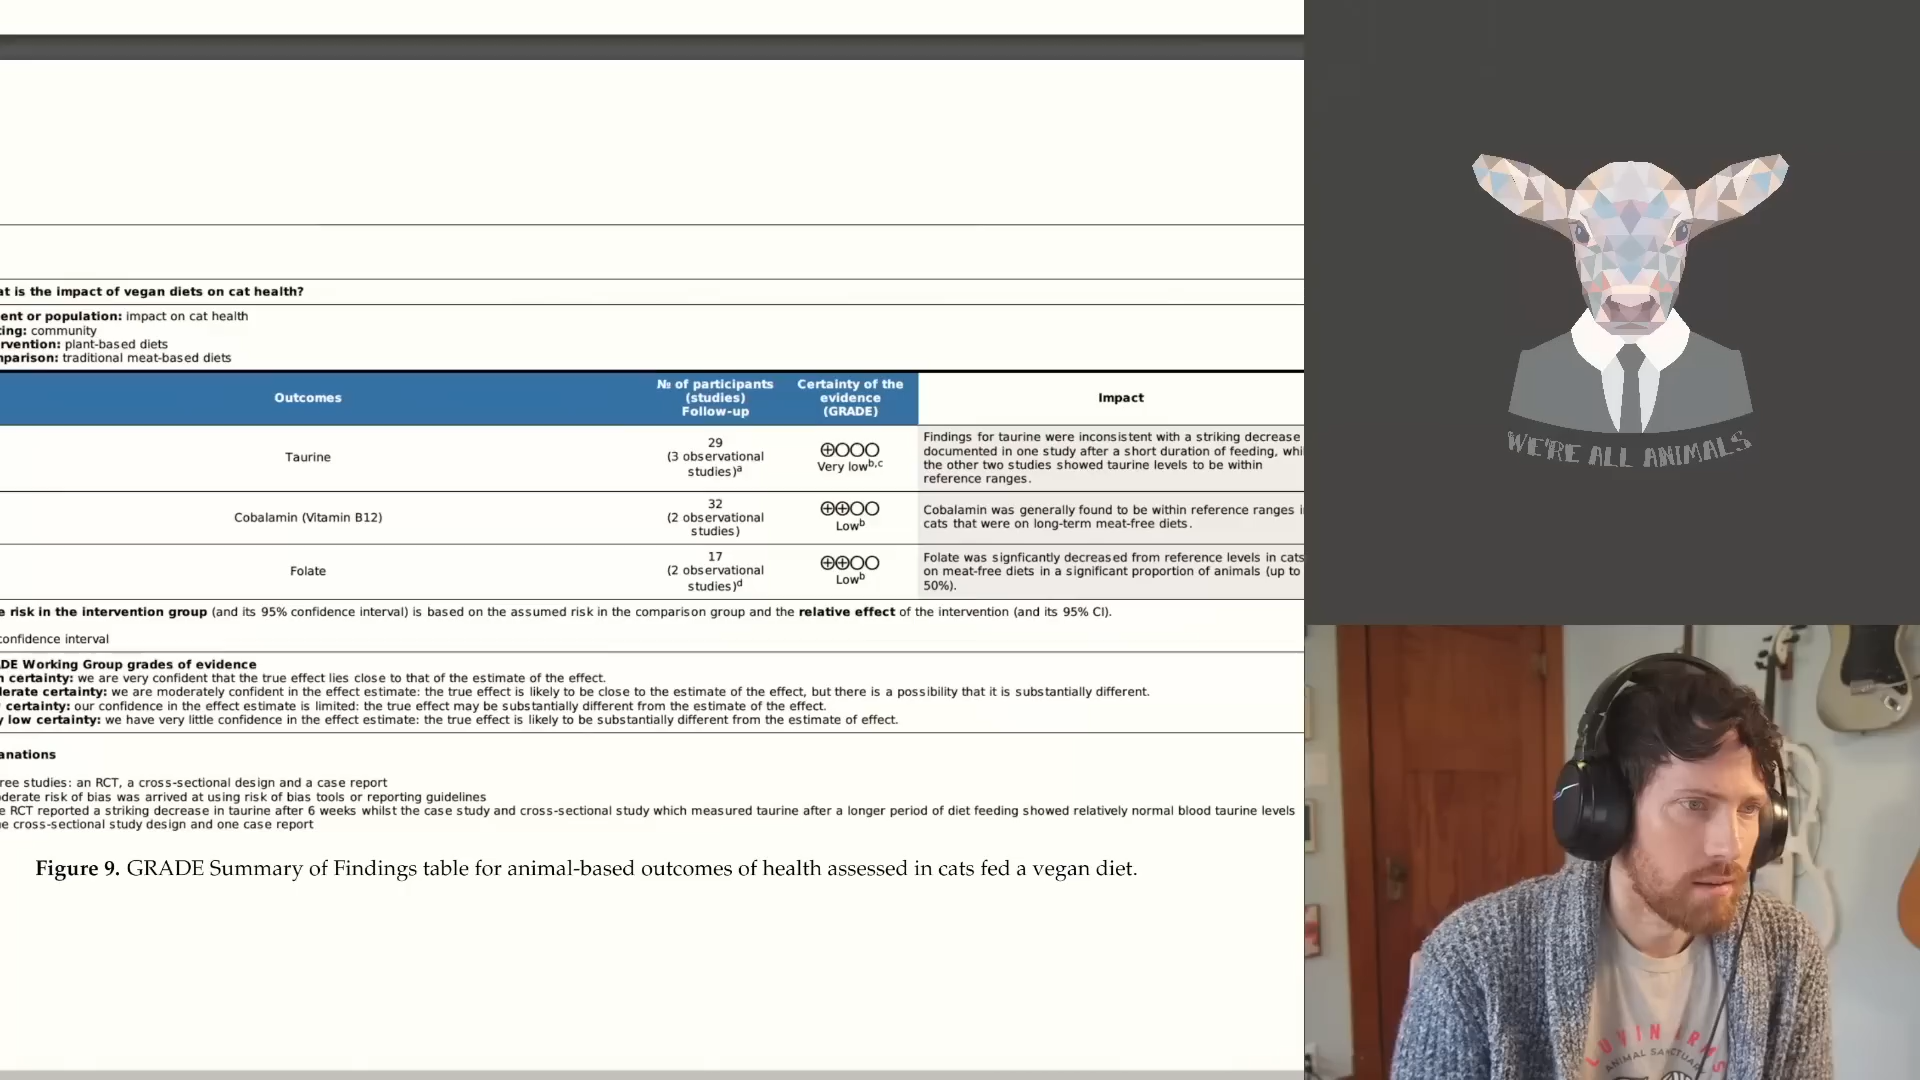 at is the impact of vegan diets on cat health?
ent or population: impact on cat health
ting: community
rvention: plant-based diets
nparison: traditional meat-based diets
Outcomes
№ of participants
(studies)
Follow-up
Certainty of the
evidence
(GRADE)
Impact
Taurine
29
(3 observational
studies)a
Very lowb,c
Findings for taurine were inconsistent with a striking decrease
documented in one study after a short duration of feeding, whi
the other two studies showed taurine levels to be within
reference ranges.
Cobalamin (Vitamin B12)
32
(2 observational
studies)
Lowb
Cobalamin was generally found to be within reference ranges i
cats that were on long-term meat-free diets.
Folate
17
(2 observational
studies)d
Lowb
Folate was signficantly decreased from reference levels in cats
on meat-free diets in a significant proportion of animals (up to
50%).
e risk in the intervention group (and its 95% confidence interval) is based on the assumed risk in the comparison group and the relative effect of the intervention (and its 95% CI).
confidence interval
DE Working Group grades of evidence
h certainty: we are very confident that the true effect lies close to that of the estimate of the effect.
lerate certainty: we are moderately confident in the effect estimate: the true effect is likely to be close to the estimate of the effect, but there is a possibility that it is substantially different.
certainty: our confidence in the effect estimate is limited: the true effect may be substantially different from the estimate of the effect.
y low certainty: we have very little confidence in the effect estimate: the true effect is likely to be substantially different from the estimate of effect.
anations
ree studies: an RCT, a cross-sectional design and a case report
oderate risk of bias was arrived at using risk of bias tools or reporting guidelines
e RCT reported a striking decrease in taurine after 6 weeks whilst the case study and cross-sectional study which measured taurine after a longer period of diet feeding showed relatively normal blood taurine levels
e cross-sectional study design and one case report
Figure 9. GRADE Summary of Findings table for animal-based outcomes of health assessed in cats fed a vegan diet.
WE'RE ALL ANIMALS
LUVIN ARMS
ANIMAL SANCTUARY